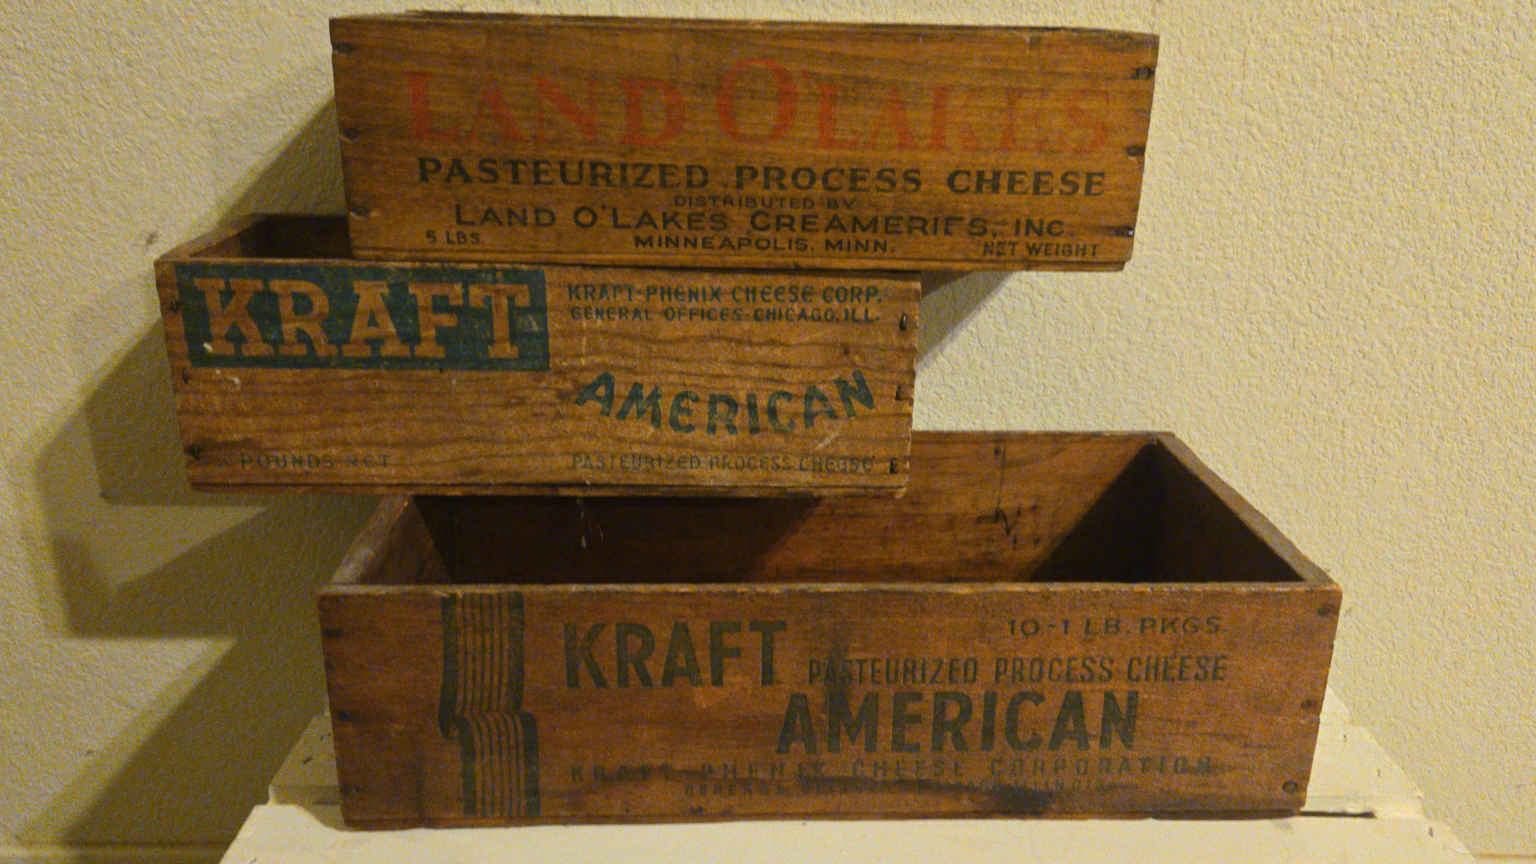 LAND O'LAKES
PASTEURIZED PROCESS CHEESE
DISTRIBUTED BY
LAND O'LAKES CREAMERIES, INC.
5 LBS. MINNEAPOLIS, MINN. NET WEIGHT
KRAFT
KRAFT-PHENIX CHEESE CORP.
GENERAL OFFICES-CHICAGO, ILL.
AMERICAN
POUNDS NET
PASTEURIZED PROCESS CHEESE
10-1 LB. PKGS.
KRAFT PASTEURIZED PROCESS CHEESE
AMERICAN
KRAFT-PHENIX CHEESE CORPORATION